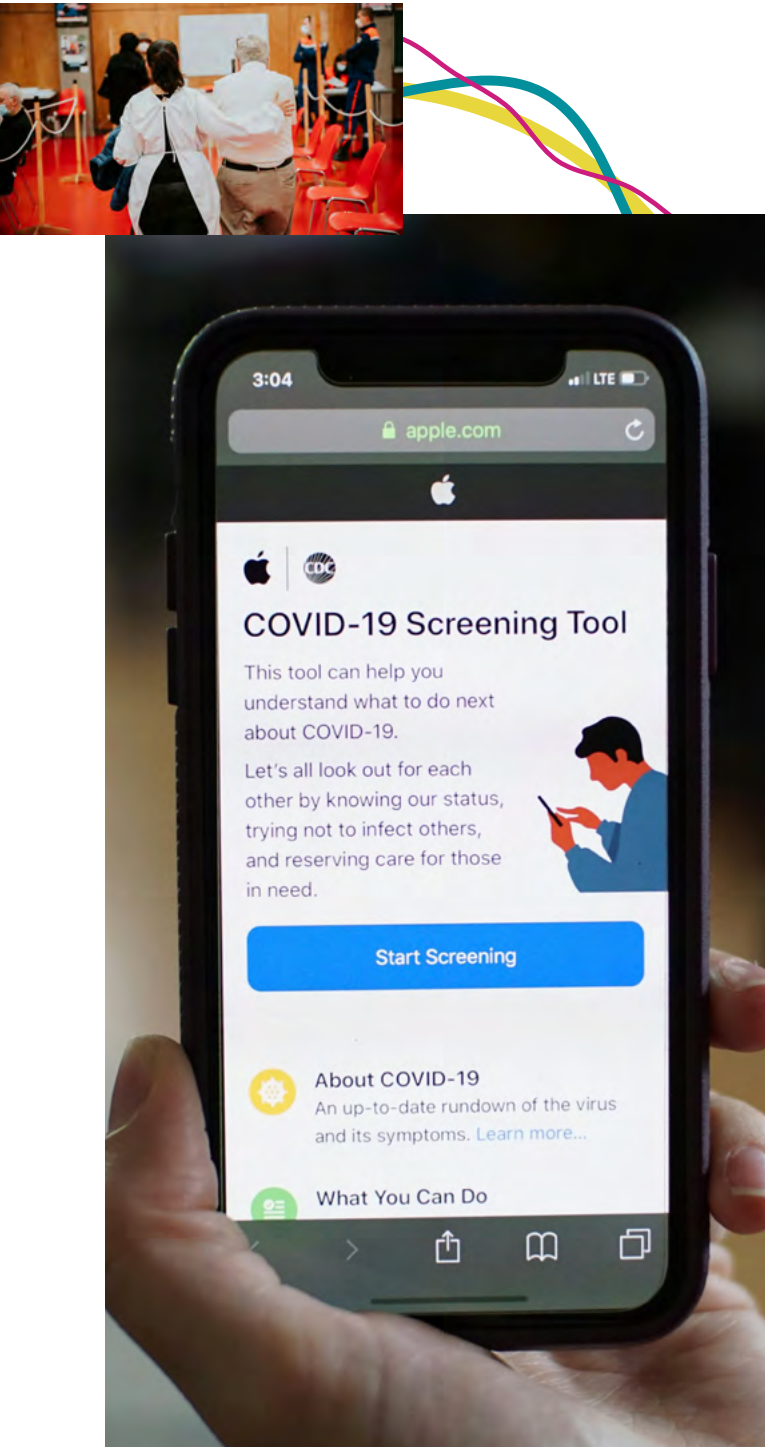 3:04
LTE
apple.com
CDC
COVID-19 Screening Tool
This tool can help you
understand what to do next
about COVID-19.
Let's all look out for each
other by knowing our status,
trying not to infect others,
and reserving care for those
in need.
Start Screening
About COVID-19
An up-to-date rundown of the virus
and its symptoms. Learn more...
What You Can Do